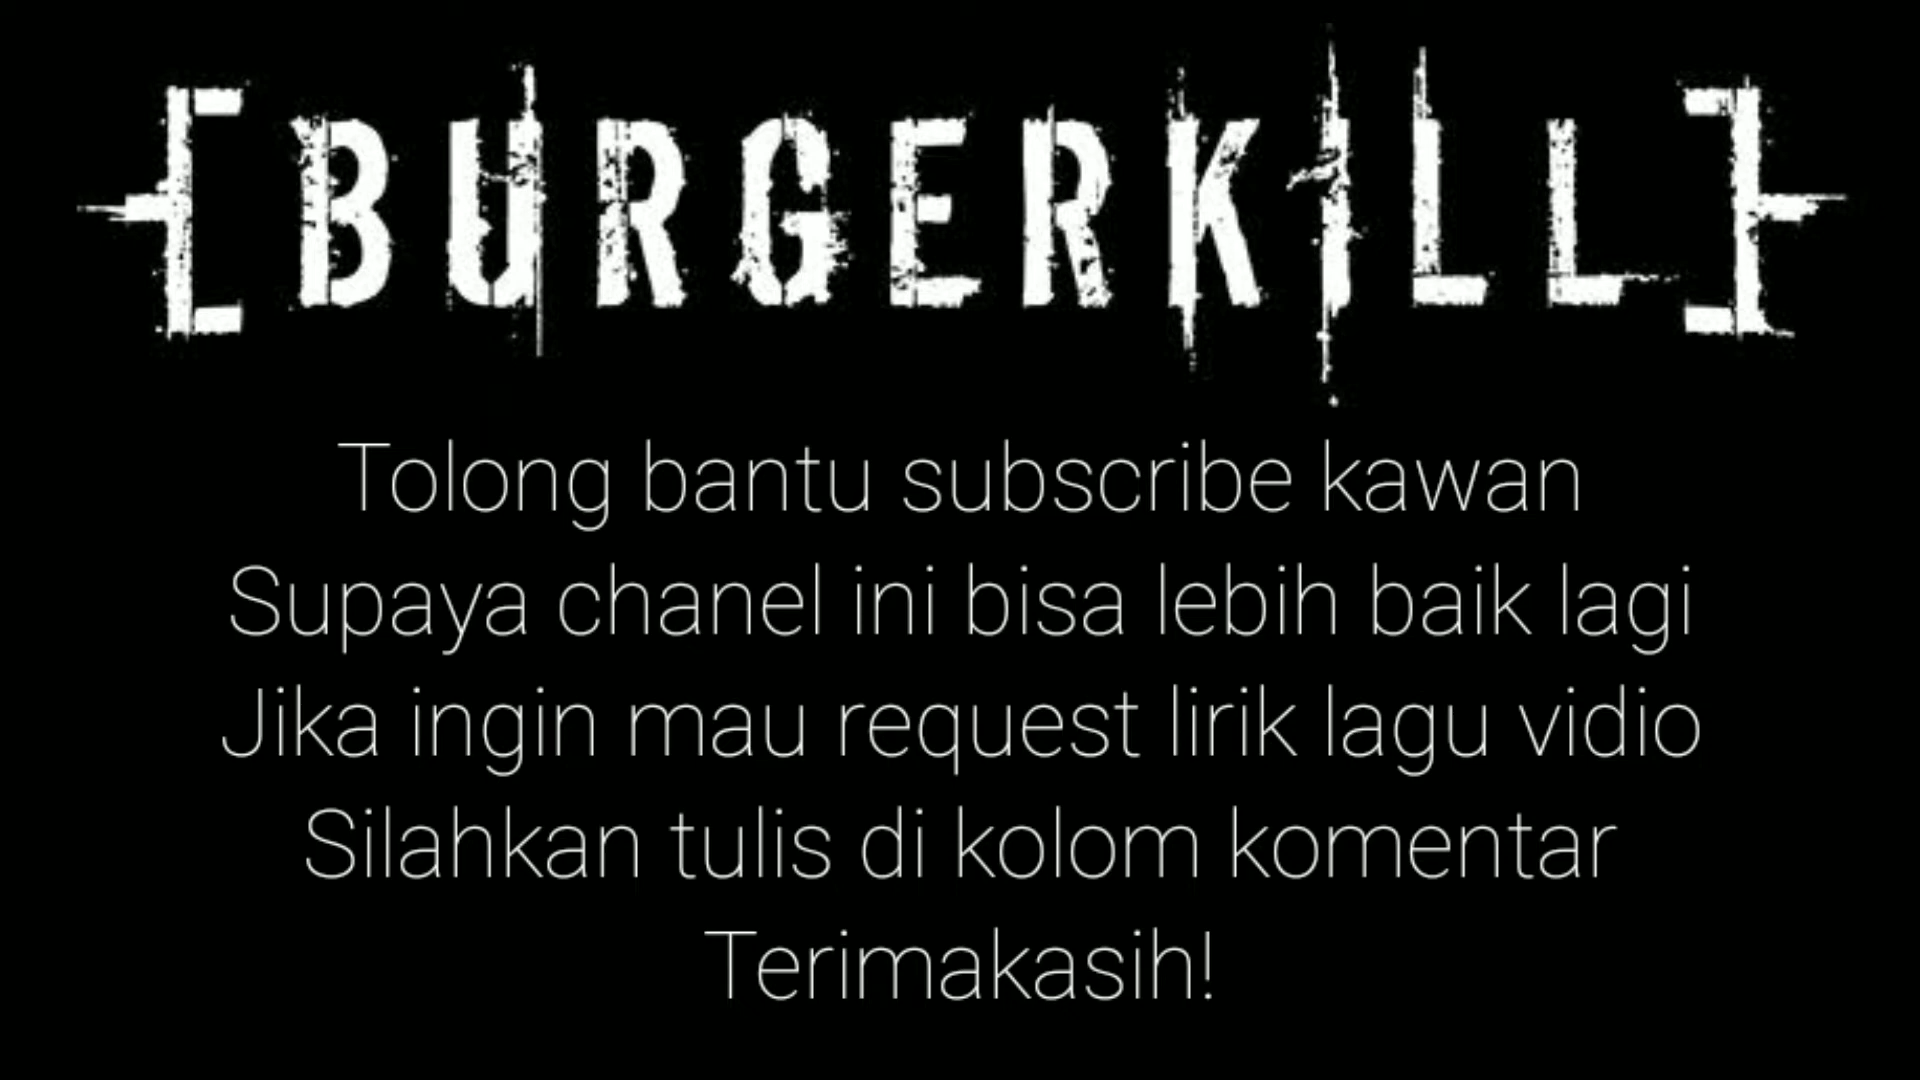 [BURGERKILL]
Tolong bantu subscribe kawan
Supaya chanel ini bisa lebih baik lagi
Jika ingin mau request lirik lagu vidio
Silahkan tulis di kolom komentar
Terimakasih!